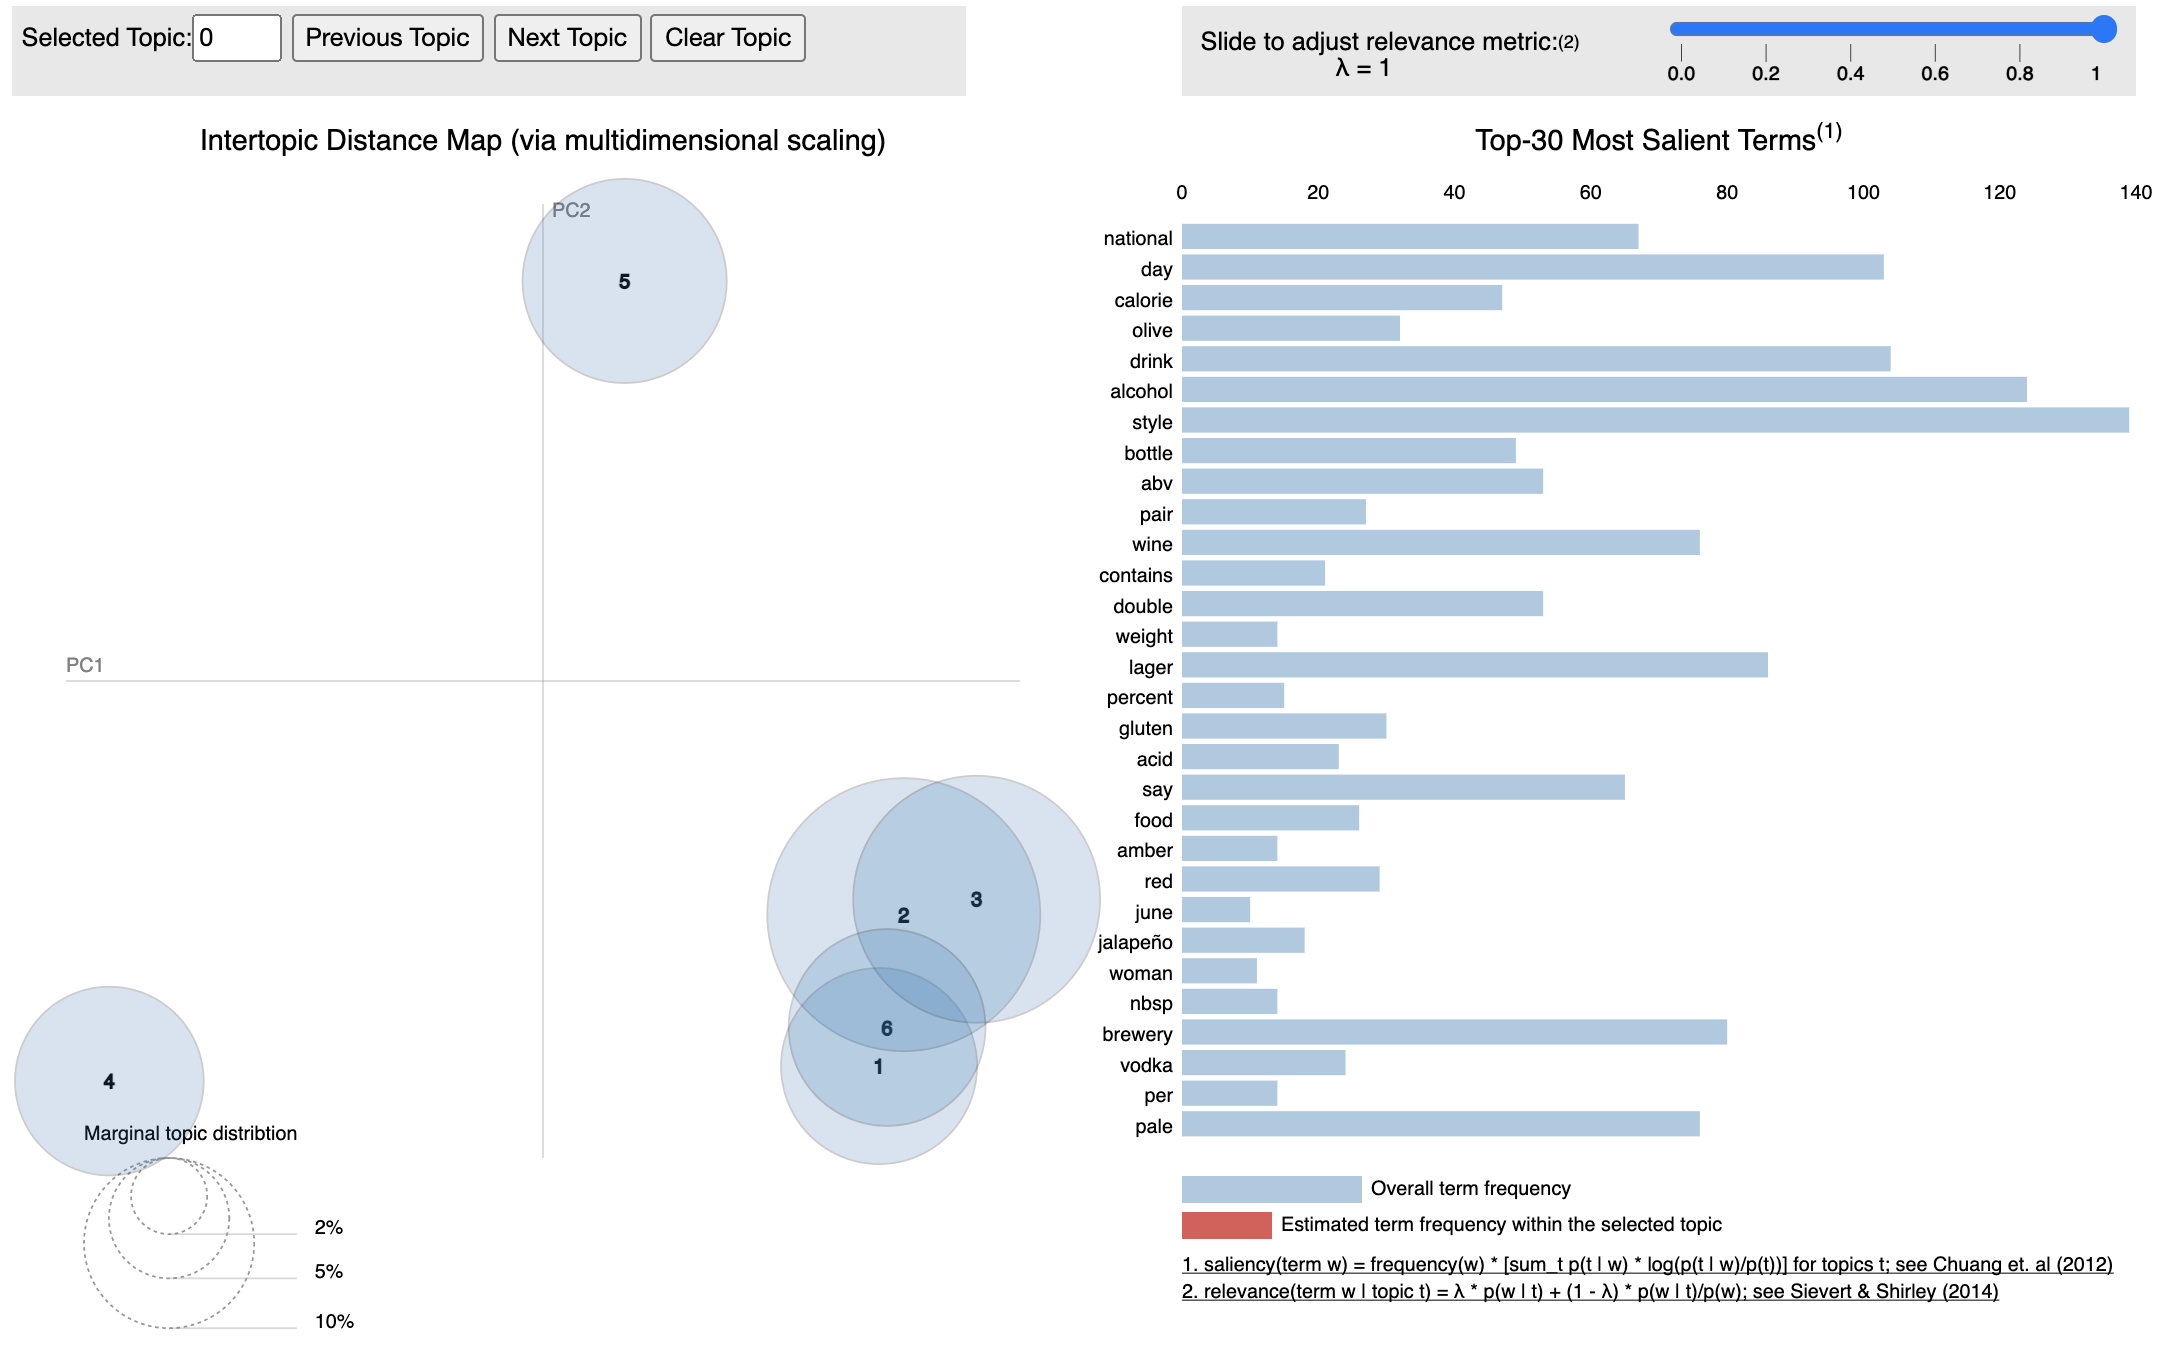 Selected Topic: 0 Previous Topic Next Topic Clear Topic
Slide to adjust relevance metric:(2)
λ = 1
0.0 0.2 0.4 0.6 0.8 1
Intertopic Distance Map (via multidimensional scaling)
PC2
5
PC1
2
3
6
1
4
Marginal topic distribtion
2%
5%
10%
Top-30 Most Salient Terms(1)
0 20 40 60 80 100 120 140
national
day
calorie
olive
drink
alcohol
style
bottle
abv
pair
wine
contains
double
weight
lager
percent
gluten
acid
say
food
amber
red
june
jalapeño
woman
nbsp
brewery
vodka
per
pale
Overall term frequency
Estimated term frequency within the selected topic
1. saliency(term w) = frequency(w) * [sum_t p(t | w) * log(p(t | w)/p(t))] for topics t; see Chuang et. al (2012)
2. relevance(term w | topic t) = λ * p(w | t) + (1 - λ) * p(w | t)/p(w); see Sievert & Shirley (2014)